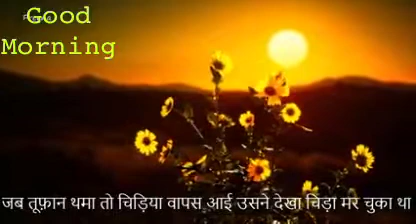 Good
Morning
जब तूफ़ान थमा तो चिड़िया वापस आई उसने देखा चिड़ा मर चुका था